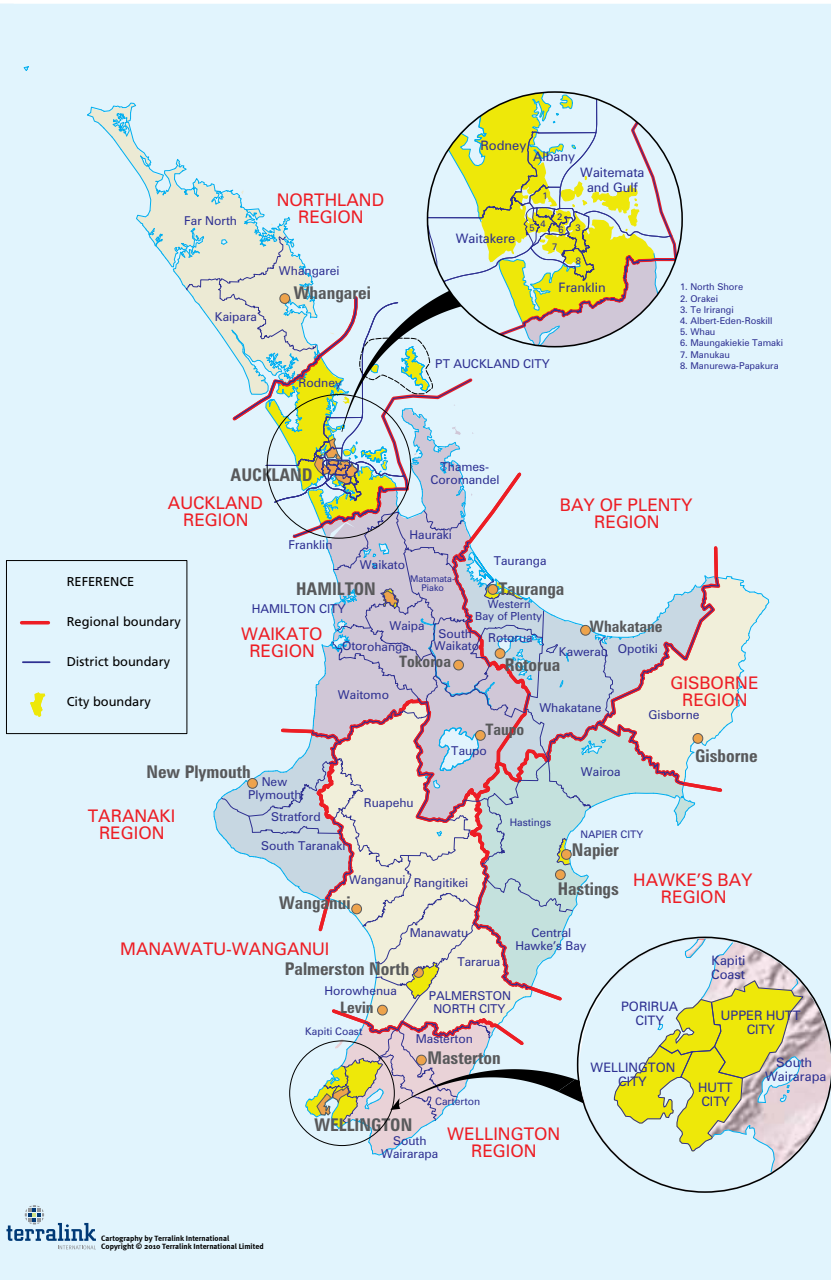 NORTHLAND
REGION
Far North
Whangarei
Whangarei
Kaipara
Rodney
PT AUCKLAND CITY
AUCKLAND
AUCKLAND
REGION
Rodney
Albany
Waitemata
and Gulf
Waitakere
1
2
3
4
5
6
7
8
Franklin
1. North Shore
2. Orakei
3. Te Irirangi
4. Albert-Eden-Roskill
5. Whau
6. Maungakiekie Tamaki
7. Manukau
8. Manurewa-Papakura
Thames-
Coromandel
BAY OF PLENTY
REGION
Franklin
Hauraki
Waikato
Matamata-
Piako
Tauranga
Tauranga
HAMILTON
HAMILTON CITY
WAIKATO
REGION
Waipa
Otorohanga
South
Waikato
Tokoroa
Waitomo
Western
Bay of Plenty
Rotorua
Rotorua
Whakatane
Kawerau
Opotiki
Whakatane
GISBORNE
REGION
Gisborne
Gisborne
Taupo
Taupo
Wairoa
REFERENCE
Regional boundary
District boundary
City boundary
New Plymouth
New
Plymouth
Stratford
South Taranaki
TARANAKI
REGION
Ruapehu
Hastings
NAPIER CITY
Napier
Hastings
HAWKE'S BAY
REGION
Wanganui
Rangitikei
Wanganui
Manawatu
Central
Hawke's Bay
MANAWATU-WANGANUI
Palmerston North
Tararua
Horowhenua
PALMERSTON
NORTH CITY
Levin
Kapiti Coast
Masterton
Masterton
Carterton
WELLINGTON
South
Wairarapa
WELLINGTON
REGION
Kapiti
Coast
PORIRUA
CITY
UPPER HUTT
CITY
WELLINGTON
CITY
HUTT
CITY
South
Wairarapa
terralink
INTERNATIONAL
Cartography by Terralink International
Copyright © 2010 Terralink International Limited